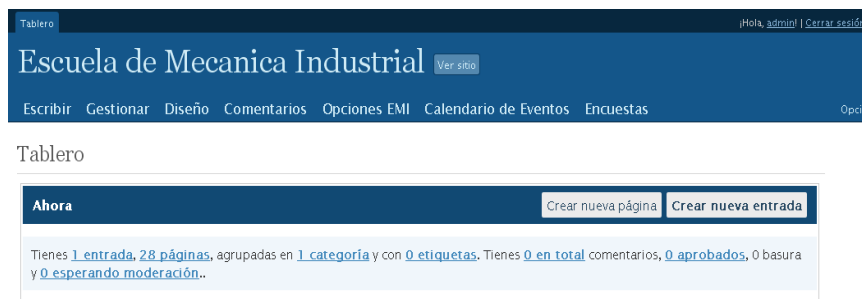 Tablero
¡Hola, admin! | Cerrar sesión
Escuela de Mecanica Industrial Ver sitio
Escribir Gestionar Diseño Comentarios Opciones EMI Calendario de Eventos Encuestas Opci
Tablero
Ahora Crear nueva página Crear nueva entrada
Tienes 1 entrada, 28 páginas, agrupadas en 1 categoría y con 0 etiquetas. Tienes 0 en total comentarios, 0 aprobados, 0 basura
y 0 esperando moderación..